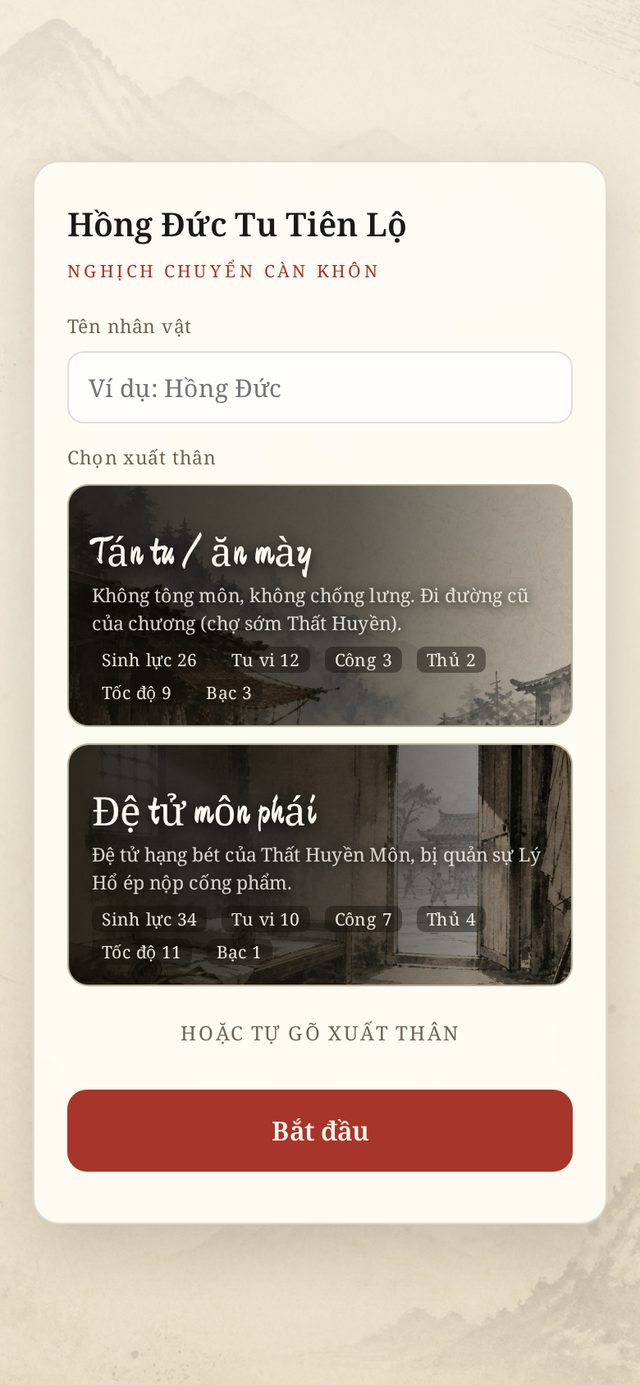 Hồng Đức Tu Tiên Lộ
NGHỊCH CHUYỂN CÀN KHÔN
Tên nhân vật
Ví dụ: Hồng Đức
Chọn xuất thân
Tán tu / ăn mày
Không tông môn, không chống lưng. Đi đường cũ
của chương (chợ sớm Thất Huyền).
Sinh lực 26 Tu vi 12 Công 3 Thủ 2
Tốc độ 9 Bạc 3
Đệ tử môn phái
Đệ tử hạng bét của Thất Huyền Môn, bị quản sự Lý
Hổ ép nộp cống phẩm.
Sinh lực 34 Tu vi 10 Công 7 Thủ 4
Tốc độ 11 Bạc 1
HOẶC TỰ GÕ XUẤT THÂN
Bắt đầu